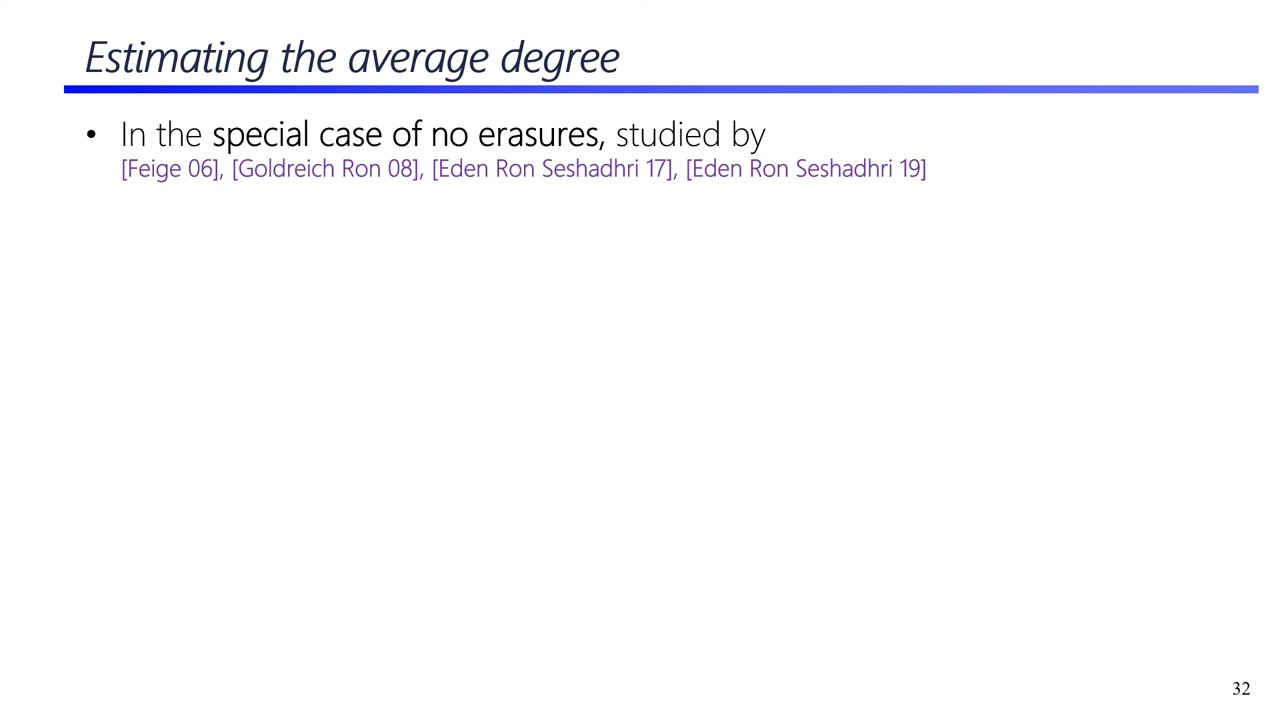 Estimating the average degree
• In the special case of no erasures, studied by
[Feige 06], [Goldreich Ron 08], [Eden Ron Seshadhri 17], [Eden Ron Seshadhri 19]
32